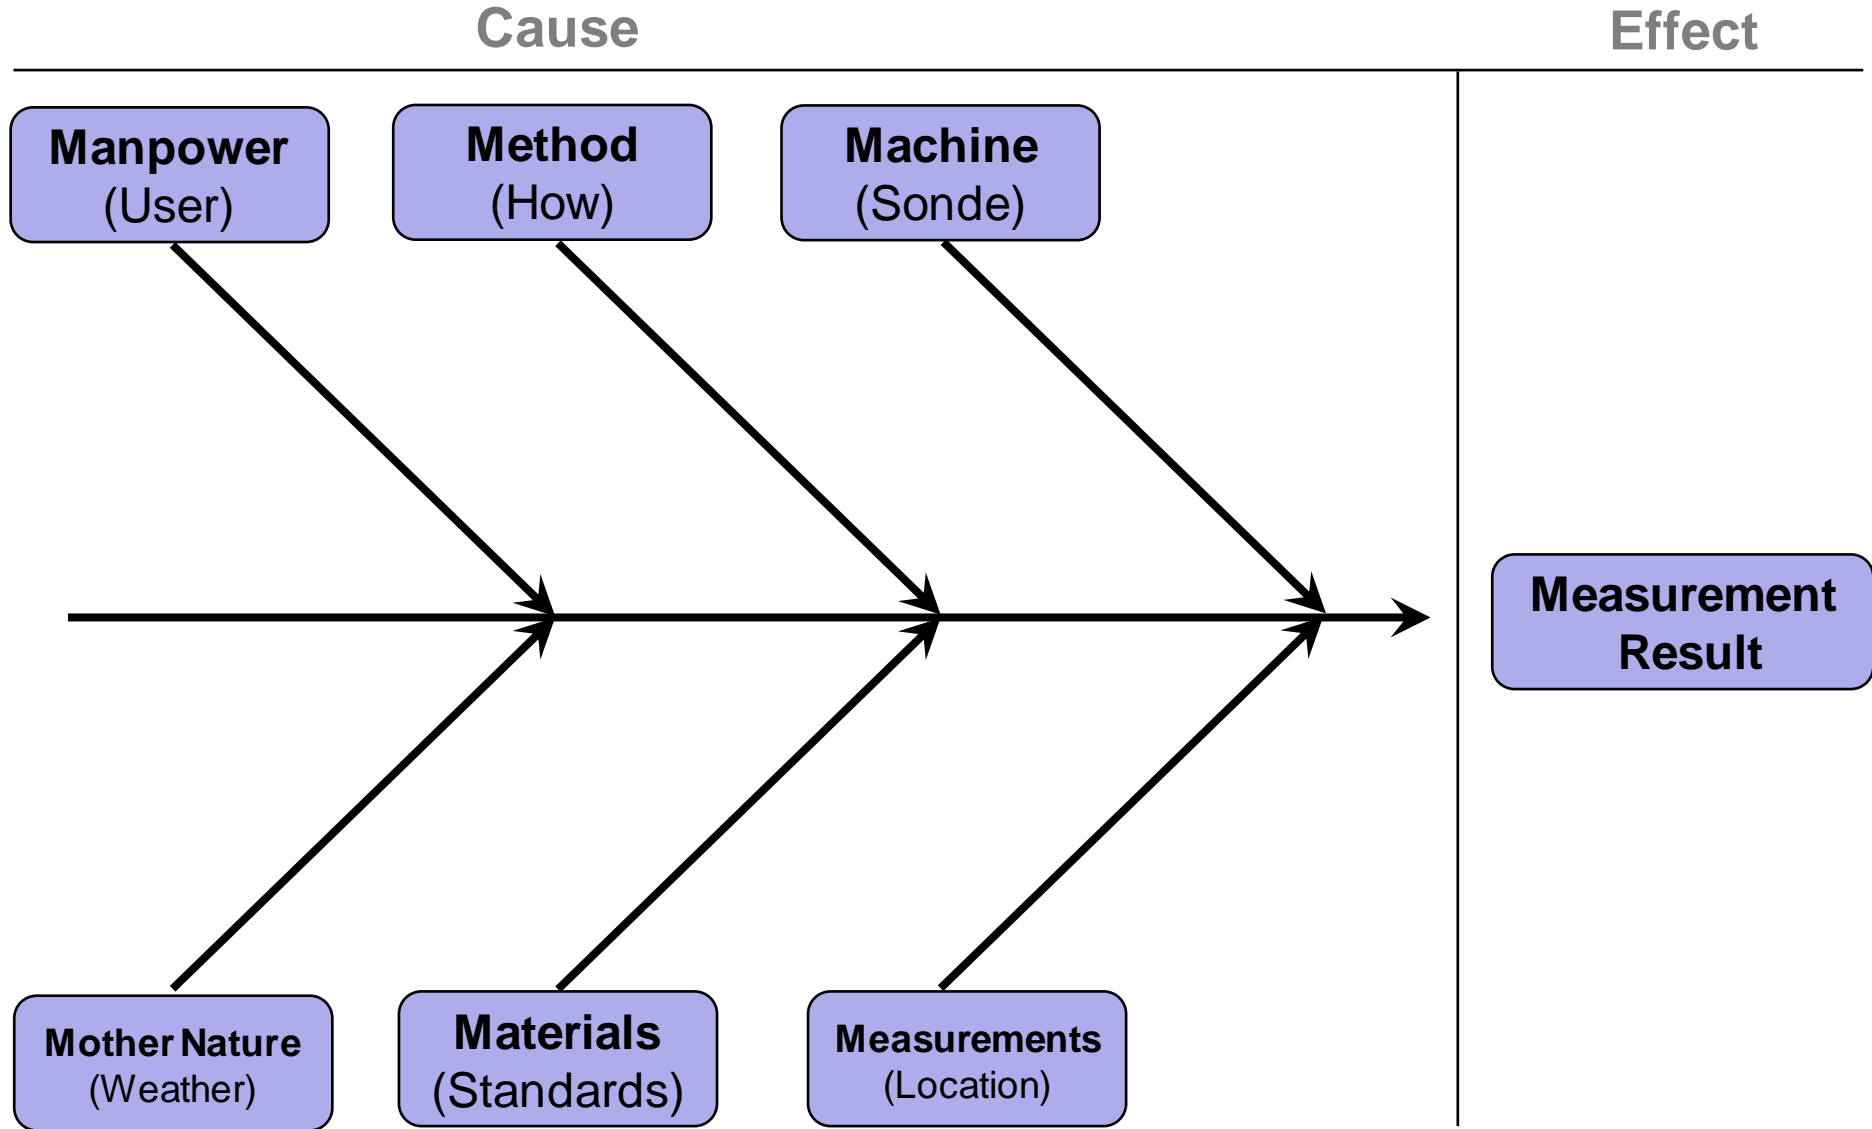 Cause
Effect
Manpower
(User)
Method
(How)
Machine
(Sonde)
Measurement
Result
Mother Nature
(Weather)
Materials
(Standards)
Measurements
(Location)